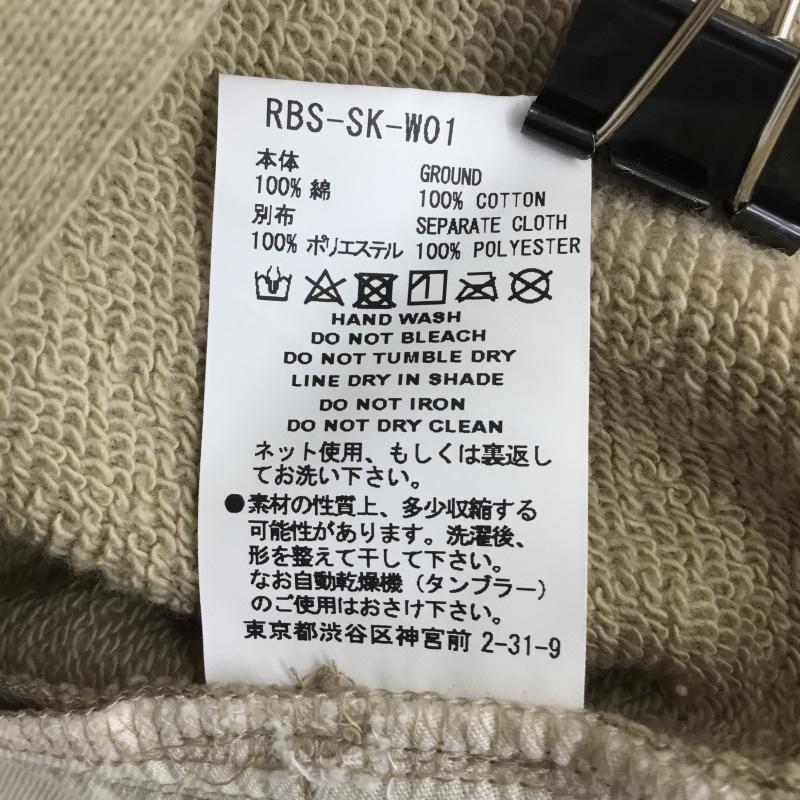 RBS-SK-W01
本体 GROUND
100% 綿 100% COTTON
別布 SEPARATE CLOTH
100% ポリエステル 100% POLYESTER
HAND WASH
DO NOT BLEACH
DO NOT TUMBLE DRY
LINE DRY IN SHADE
DO NOT IRON
DO NOT DRY CLEAN
ネット使用、もしくは裏返し
てお洗い下さい。
●素材の性質上、多少収縮する
可能性があります。洗濯後、
形を整えて干して下さい。
なお自動乾燥機(タンブラー)
のご使用はおさけ下さい。
東京都渋谷区神宮前 2-31-9